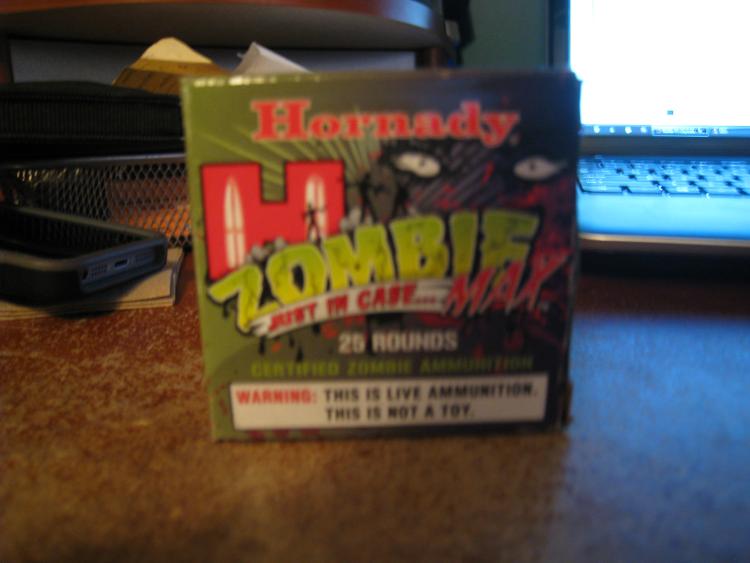 Hornady
H
ZOMBIE
JUST IN CASE.... MAX
25 ROUNDS
CERTIFIED ZOMBIE AMMUNITION
WARNING: THIS IS LIVE AMMUNITION.
THIS IS NOT A TOY.